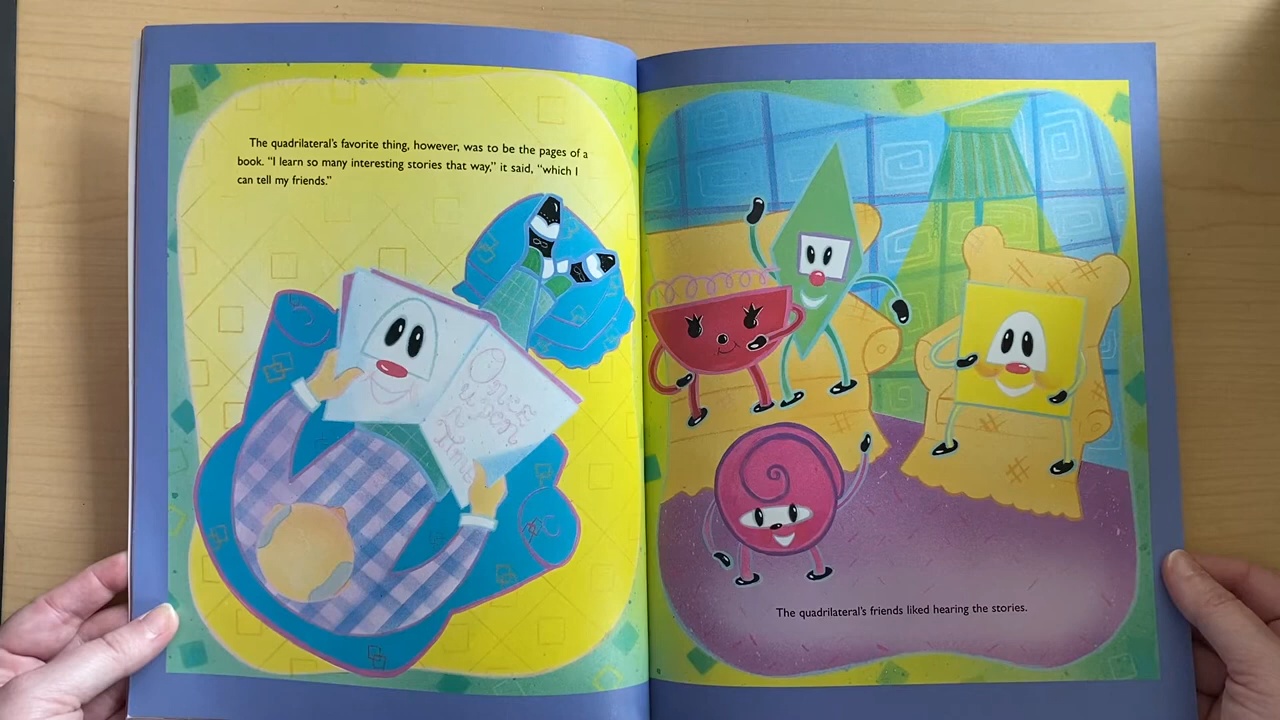 The quadrilateral's favorite thing, however, was to be the pages of a
book. “I learn so many interesting stories that way,” it said, “which I
can tell my friends.”
Once
upon
a
Time
The quadrilateral's friends liked hearing the stories.